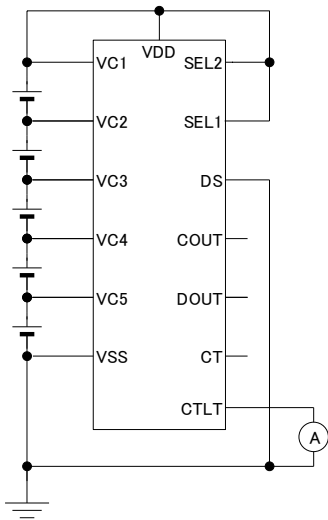 VDD
VC1 SEL2
VC2 SEL1
VC3 DS
VC4 COUT
VC5 DOUT
VSS CT
CTLT
A